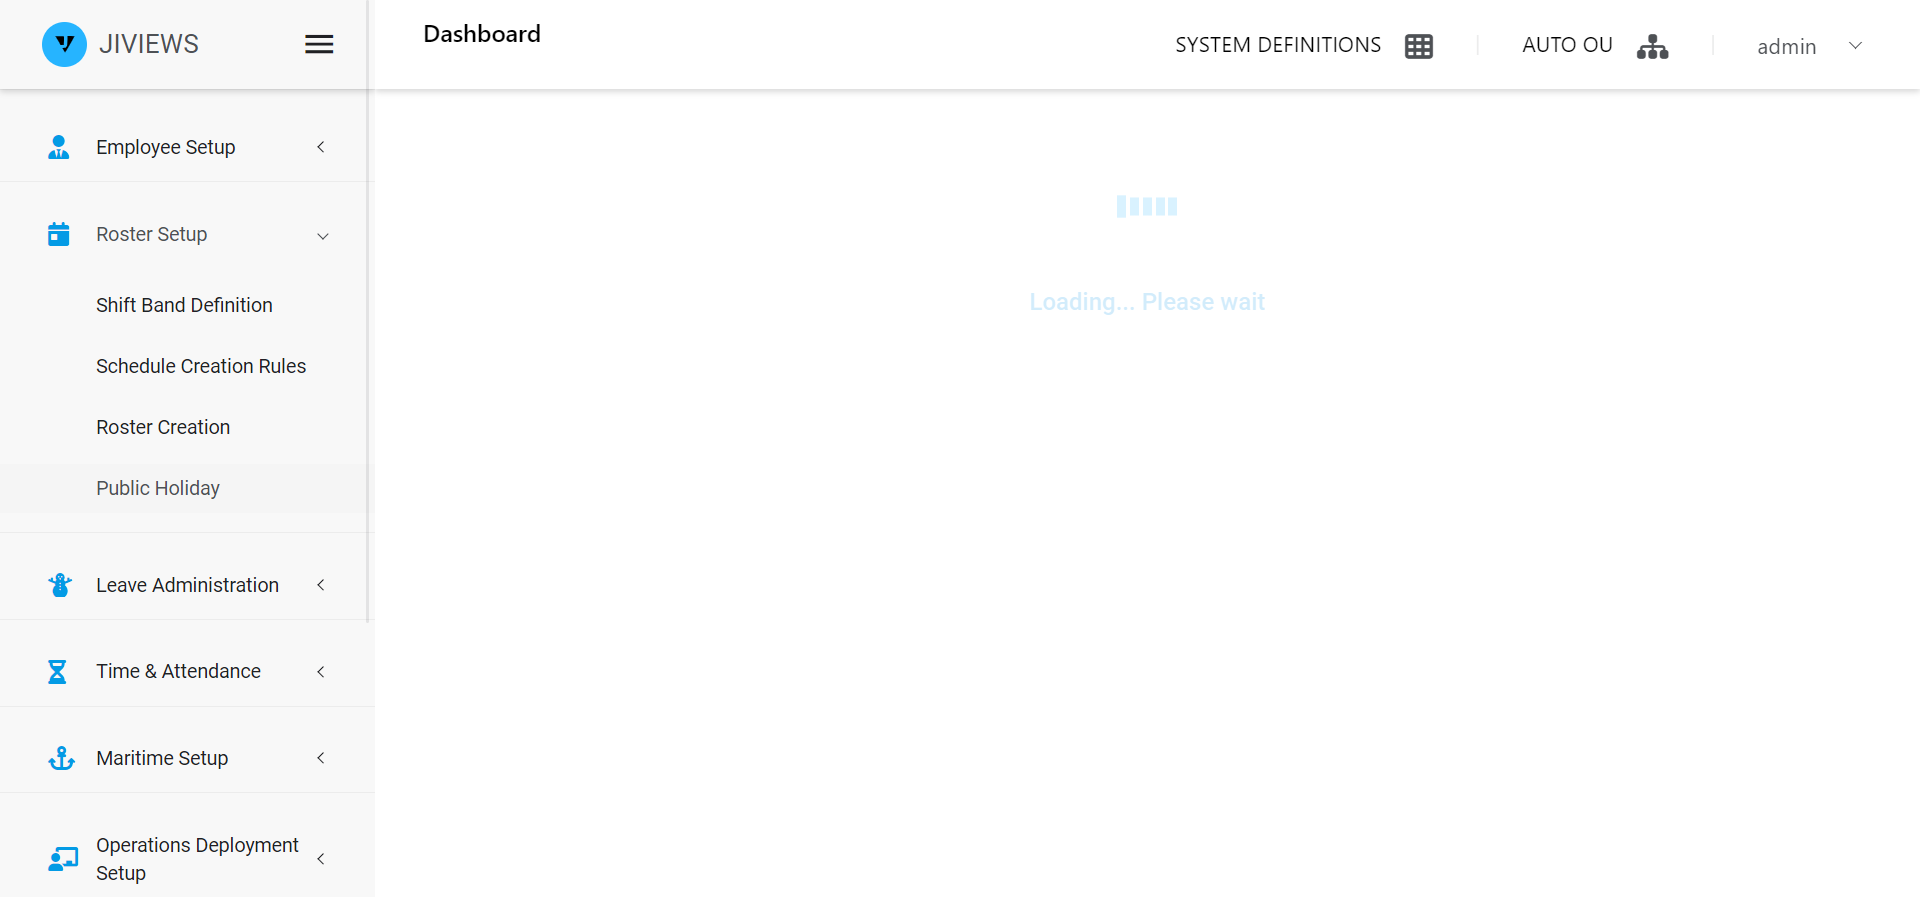 JIVIEWS
Dashboard
SYSTEM DEFINITIONS
AUTO OU
admin
Employee Setup
Roster Setup
Shift Band Definition
Schedule Creation Rules
Roster Creation
Public Holiday
Leave Administration
Time & Attendance
Maritime Setup
Operations Deployment
Setup
Loading... Please wait